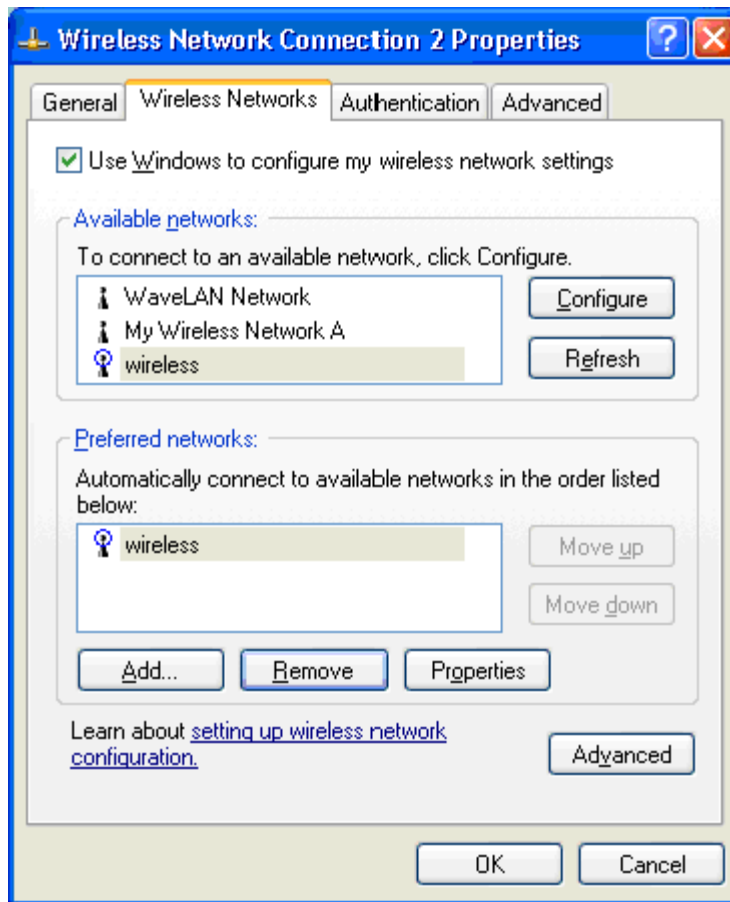 Wireless Network Connection 2 Properties
General Wireless Networks Authentication Advanced
Use Windows to configure my wireless network settings
Available networks:
To connect to an available network, click Configure.
WaveLAN Network
My Wireless Network A
wireless
Configure
Refresh
Preferred networks:
Automatically connect to available networks in the order listed
below:
wireless
Move up
Move down
Add... Remove Properties
Learn about setting up wireless network
configuration.
Advanced
OK Cancel